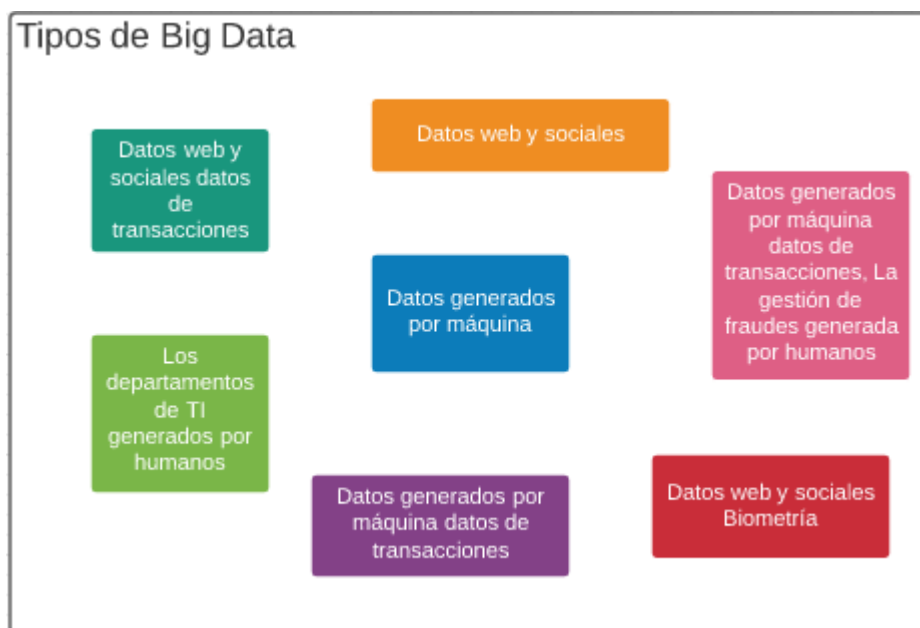 Tipos de Big Data
Datos web y sociales
Datos web y
sociales datos
de
transacciones
Datos generados
por máquina
datos de
transacciones, La
gestión de
fraudes generada
por humanos
Datos generados
por máquina
Los
departamentos
de TI
generados por
humanos
Datos web y sociales
Biometría
Datos generados por
máquina datos de
transacciones